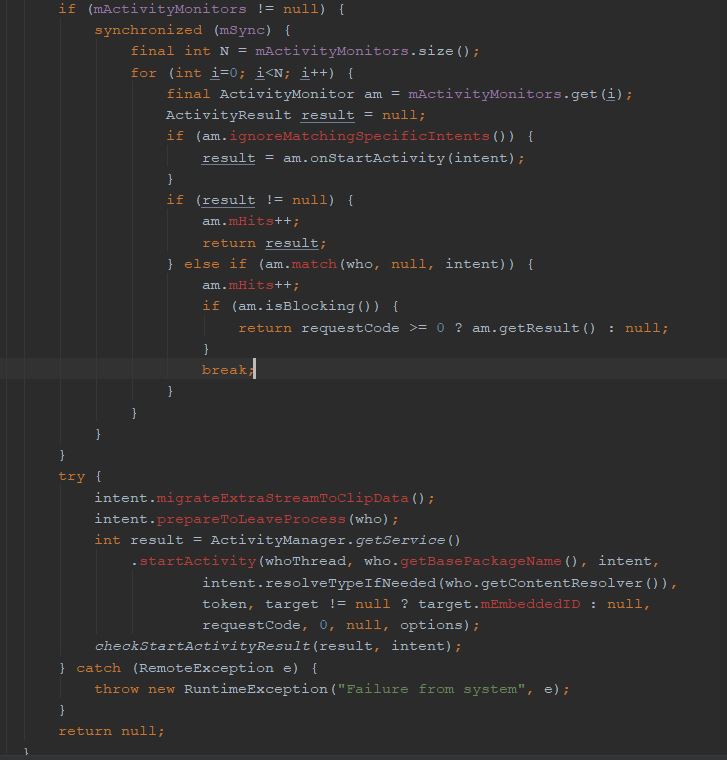 if (mActivityMonitors != null) {
synchronized (mSync) {
final int N = mActivityMonitors.size();
for (int i=0; i<N; i++) {
final ActivityMonitor am = mActivityMonitors.get(i);
ActivityResult result = null;
if (am.ignoreMatchingSpecificIntents()) {
result = am.onStartActivity(intent);
}
if (result != null) {
am.mHits++;
return result;
} else if (am.match(who, null, intent)) {
am.mHits++;
if (am.isBlocking()) {
return requestCode >= 0 ? am.getResult() : null;
}
break;
}
}
}
}
try {
intent.migrateExtraStreamToClipData();
intent.prepareToLeaveProcess(who);
int result = ActivityManager.getService()
.startActivity(whoThread, who.getBasePackageName(), intent,
intent.resolveTypeIfNeeded(who.getContentResolver()),
token, target != null ? target.mEmbeddedID : null,
requestCode, 0, null, options);
checkStartActivityResult(result, intent);
} catch (RemoteException e) {
throw new RuntimeException("Failure from system", e);
}
return null;
}